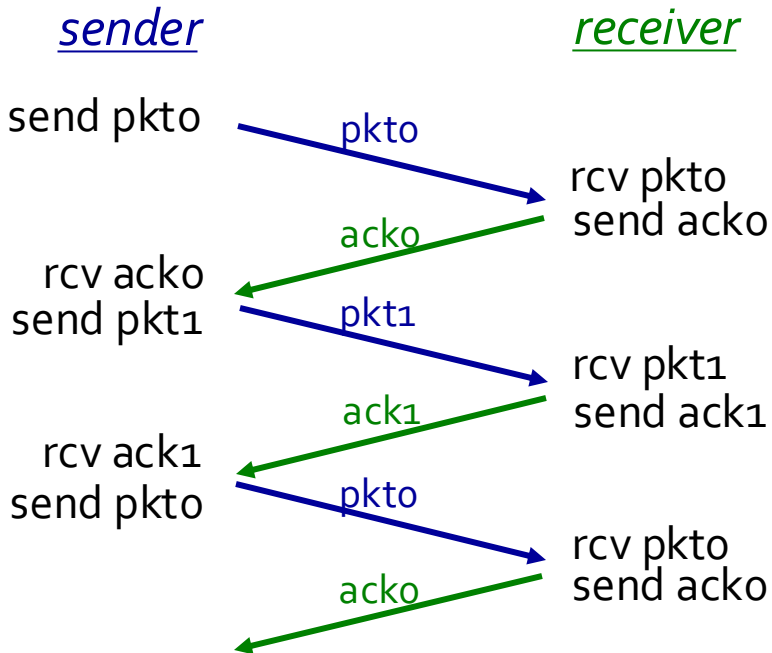 sender
receiver
send pkt0
pkt0
rcv pkt0
send ack0
ack0
rcv ack0
send pkt1
pkt1
rcv pkt1
send ack1
ack1
rcv ack1
send pkt0
pkt0
rcv pkt0
send ack0
ack0